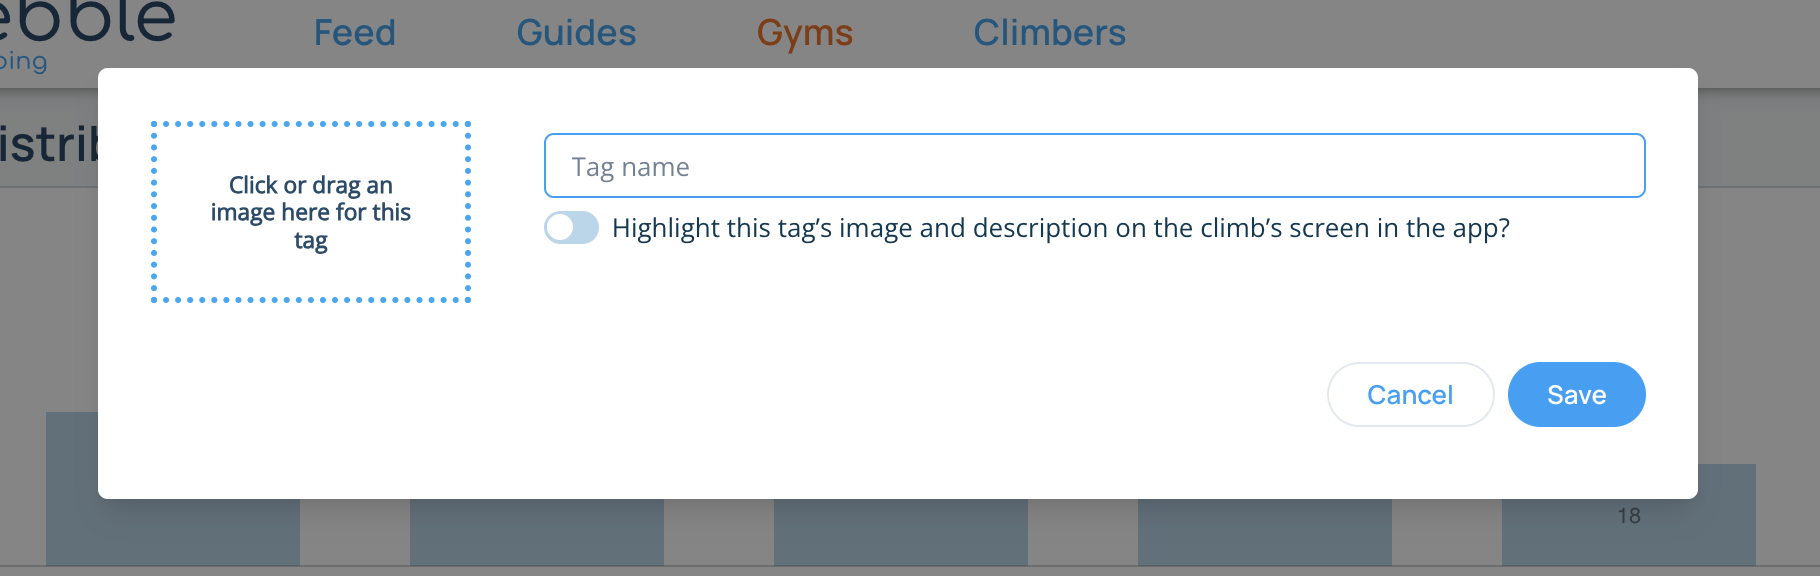 ebble
bing
Feed
Guides
Gyms
Climbers
istrib
Click or drag an
image here for this
tag
Tag name
Highlight this tag’s image and description on the climb’s screen in the app?
Cancel
Save
18